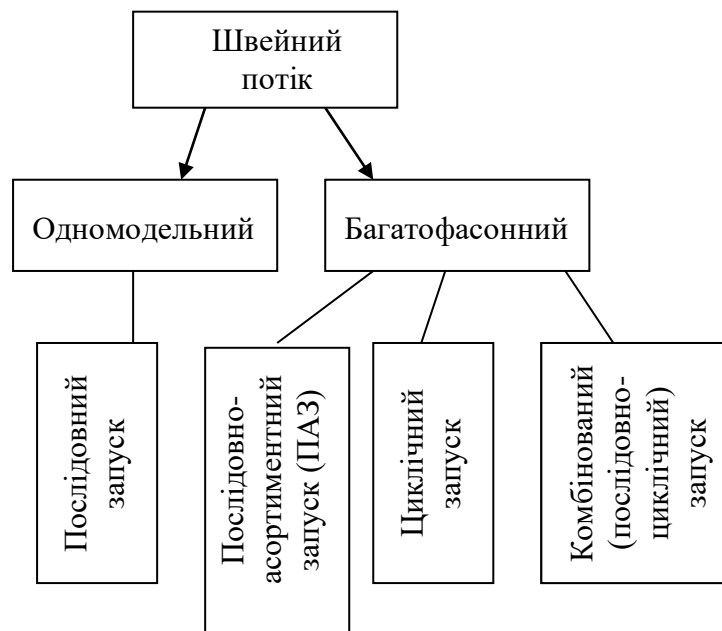 Швейний
потік
Одномодельний
Багатофасонний
Послідовний
запуск
Послідовно-
асортиментний
запуск (ПАЗ)
Циклічний
запуск
Комбінований
(послідовно-
циклічний)
запуск